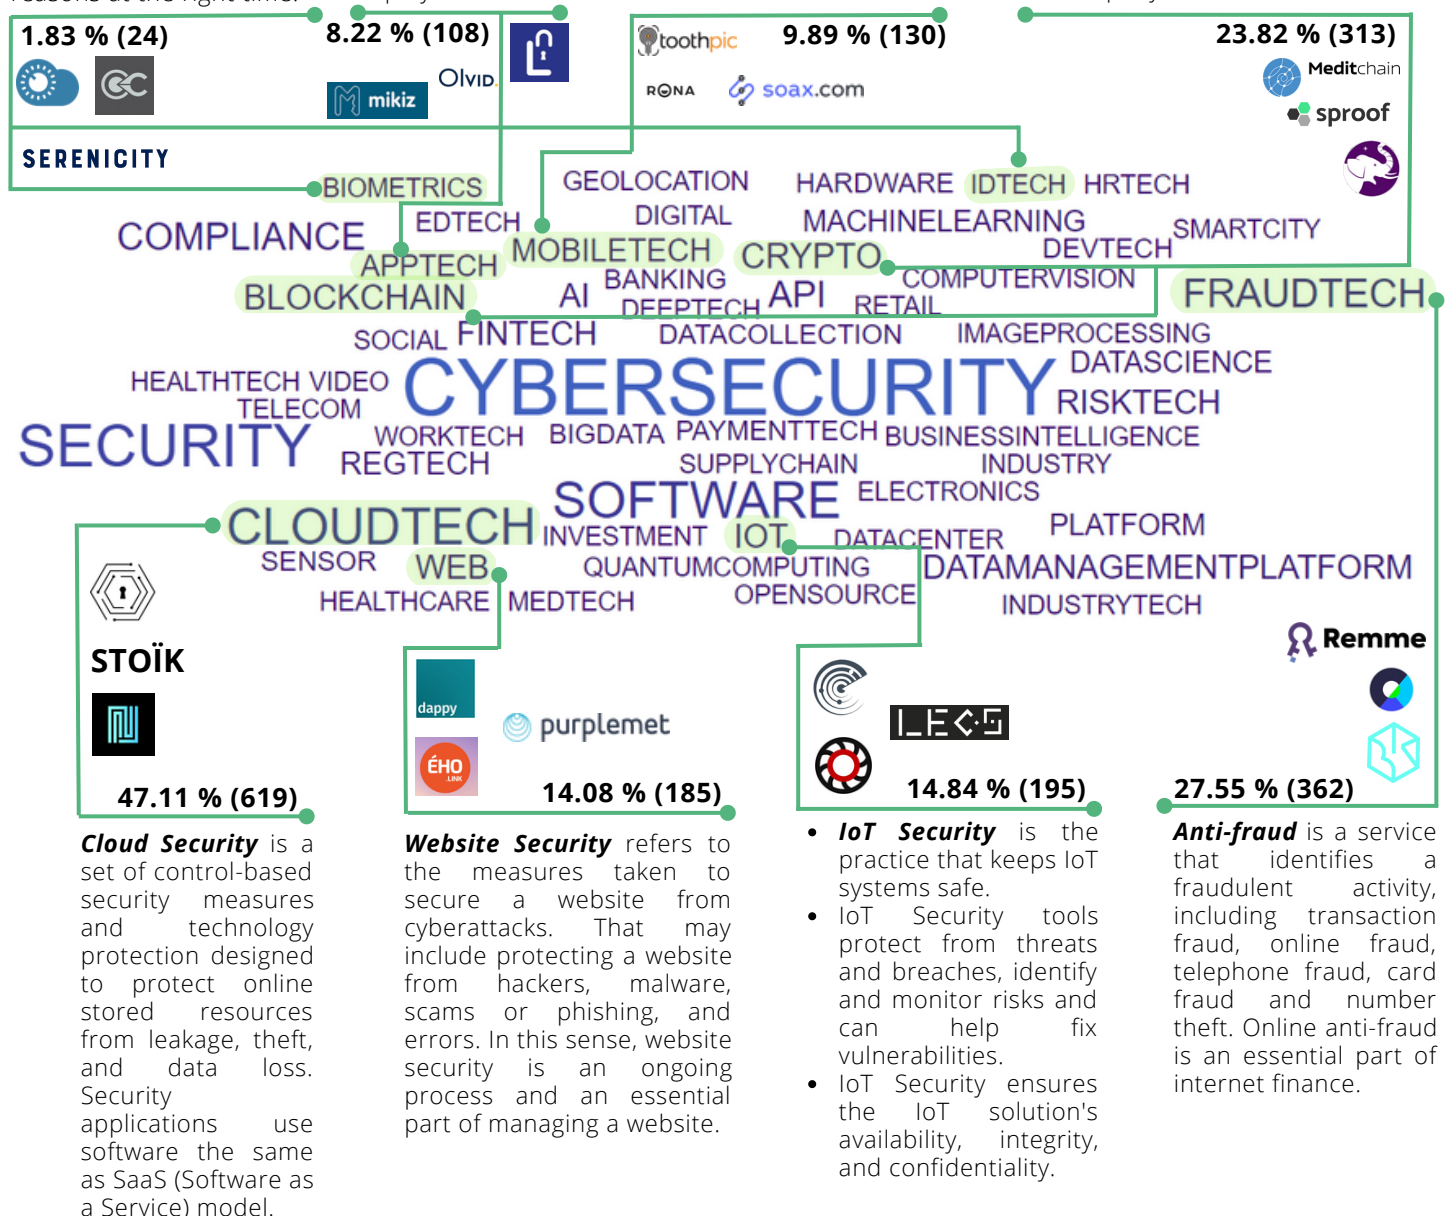 reasons at the right time.
1.83 % (24)
8.22 % (108)
9.89 % (130)
23.82 % (313)
toothpic
Meditchain
OLVID.
mikiz
RONA
soax.com
sproof
SERENICITY
BIOMETRICS
GEOLOCATION
HARDWARE
IDTECH
HRTECH
COMPLIANCE
EDTECH
DIGITAL
MACHINELEARNING
SMARTCITY
APPTECH
MOBILETECH
CRYPTO
DEVTECH
BLOCKCHAIN
AI
BANKING
DEEPTECH
API
COMPUTERVISION
RETAIL
FRAUDTECH
SOCIAL
FINTECH
DATACOLLECTION
IMAGEPROCESSING
HEALTHTECH
VIDEO
CYBERSECURITY
DATASCIENCE
TELECOM
RISKTECH
SECURITY
WORKTECH
BIGDATA
PAYMENTTECH
BUSINESSINTELLIGENCE
REGTECH
SUPPLYCHAIN
INDUSTRY
SOFTWARE
ELECTRONICS
CLOUDTECH
INVESTMENT
IOT
DATACENTER
PLATFORM
SENSOR
WEB
QUANTUMCOMPUTING
DATAMANAGEMENTPLATFORM
HEALTHCARE
MEDTECH
OPENSOURCE
INDUSTRYTECH
STOÏK
47.11 % (619)
Cloud Security is a
set of control-based
security measures
and technology
protection designed
to protect online
stored resources
from leakage, theft,
and data loss.
Security
applications use
software the same
as SaaS (Software as
a Service) model.
dappy
purplemet
ÉHO
.LINK
14.08 % (185)
Website Security refers to
the measures taken to
secure a website from
cyberattacks. That may
include protecting a website
from hackers, malware,
scams or phishing, and
errors. In this sense, website
security is an ongoing
process and an essential
part of managing a website.
LECS
14.84 % (195)
• IoT Security is the
practice that keeps IoT
systems safe.
• IoT Security tools
protect from threats
and breaches, identify
and monitor risks and
can help fix
vulnerabilities.
• IoT Security ensures
the IoT solution's
availability, integrity,
and confidentiality.
Remme
27.55 % (362)
Anti-fraud is a service
that identifies a
fraudulent activity,
including transaction
fraud, online fraud,
telephone fraud, card
fraud and number
theft. Online anti-fraud
is an essential part of
internet finance.